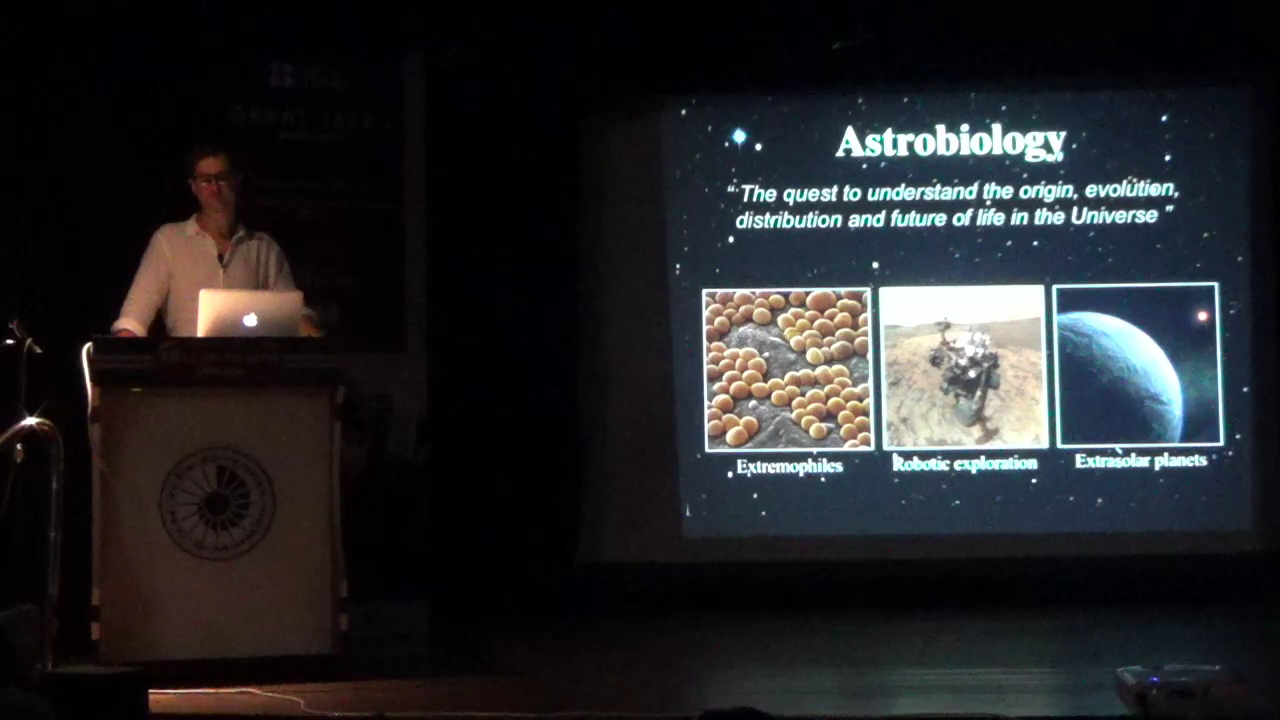 Astrobiology
“ The quest to understand the origin, evolution,
distribution and future of life in the Universe ”
Extremophiles
Robotic exploration
Extrasolar planets